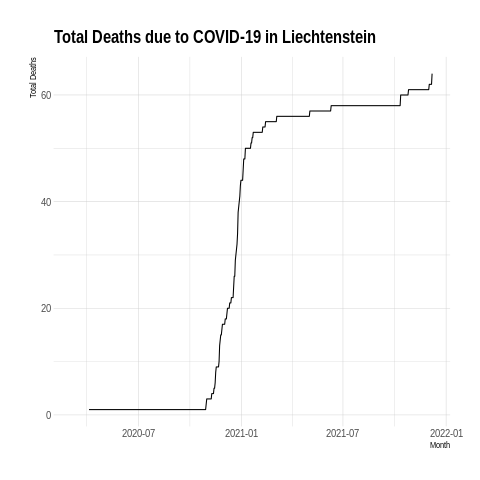 Total Deaths due to COVID-19 in Liechtenstein
Total Deaths
60
40
20
0
2020-07 2021-01 2021-07 2022-01
Month